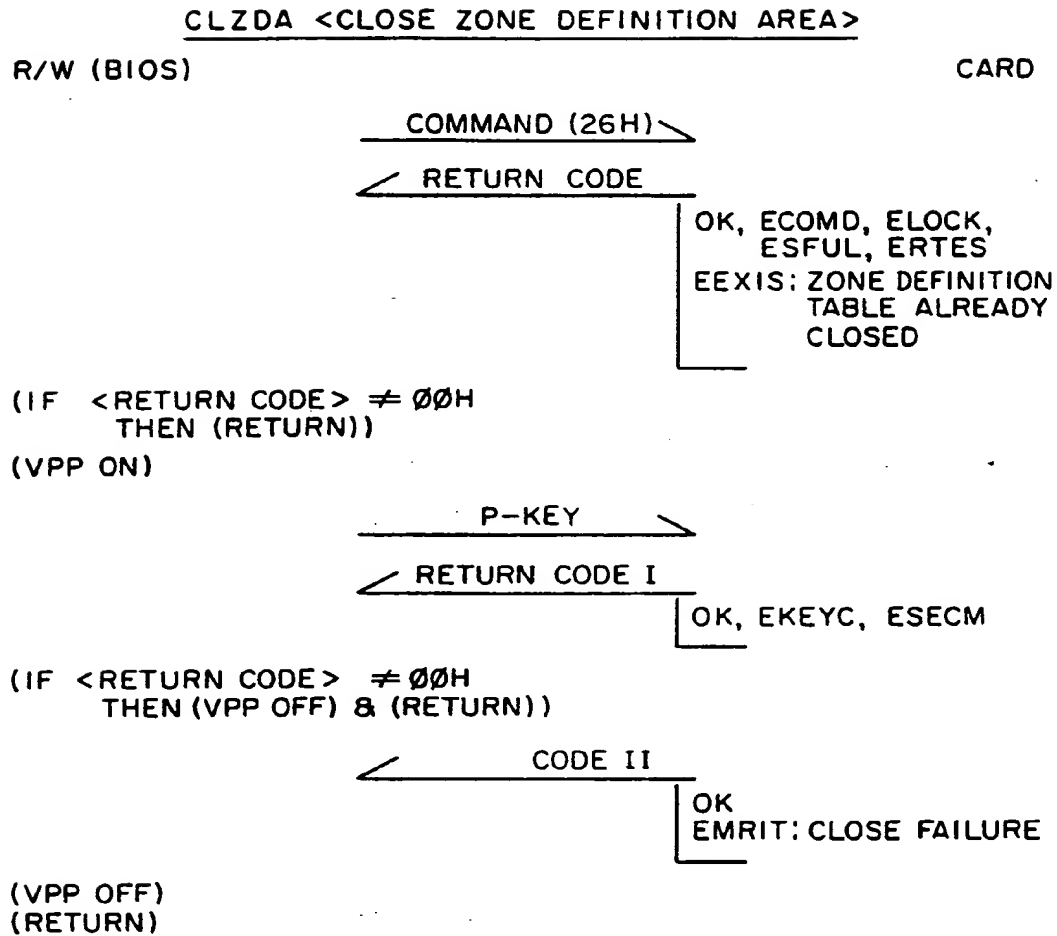 CLZDA <CLOSE ZONE DEFINITION AREA>
R/W (BIOS)
CARD
COMMAND (26H)
RETURN CODE
OK, ECOMD, ELOCK,
ESFUL, ERTES
EEXIS: ZONE DEFINITION
TABLE ALREADY
CLOSED
(IF <RETURN CODE> ≠ ØØH
THEN (RETURN))
(VPP ON)
P-KEY
RETURN CODE I
OK, EKEYC, ESECM
(IF <RETURN CODE> ≠ ØØH
THEN (VPP OFF) & (RETURN))
CODE II
OK
EMRIT: CLOSE FAILURE
(VPP OFF)
(RETURN)